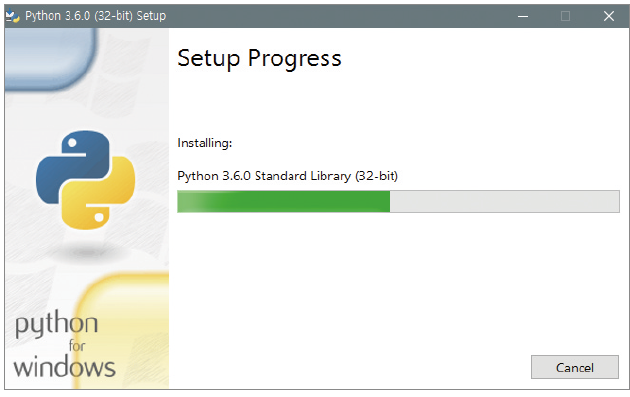 Python 3.6.0 (32-bit) Setup
Setup Progress
Installing:
Python 3.6.0 Standard Library (32-bit)
python
for
windows
Cancel